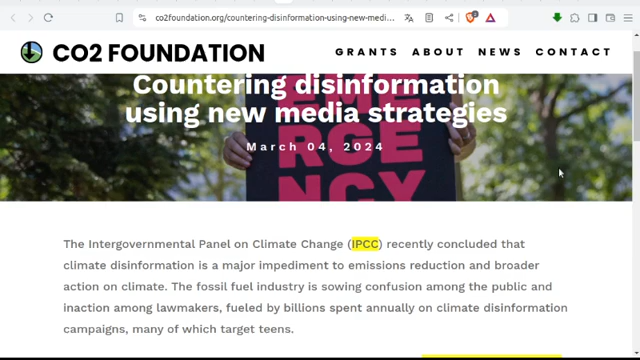 co2foundation.org/countering-disinformation-using-new-medi...
CO2 FOUNDATION
GRANTS ABOUT NEWS CONTACT
Countering disinformation
using new media strategies
March 04, 2024
EME
RGE
NCY
The Intergovernmental Panel on Climate Change (IPCC) recently concluded that
climate disinformation is a major impediment to emissions reduction and broader
action on climate. The fossil fuel industry is sowing confusion among the public and
inaction among lawmakers, fueled by billions spent annually on climate disinformation
campaigns, many of which target teens.